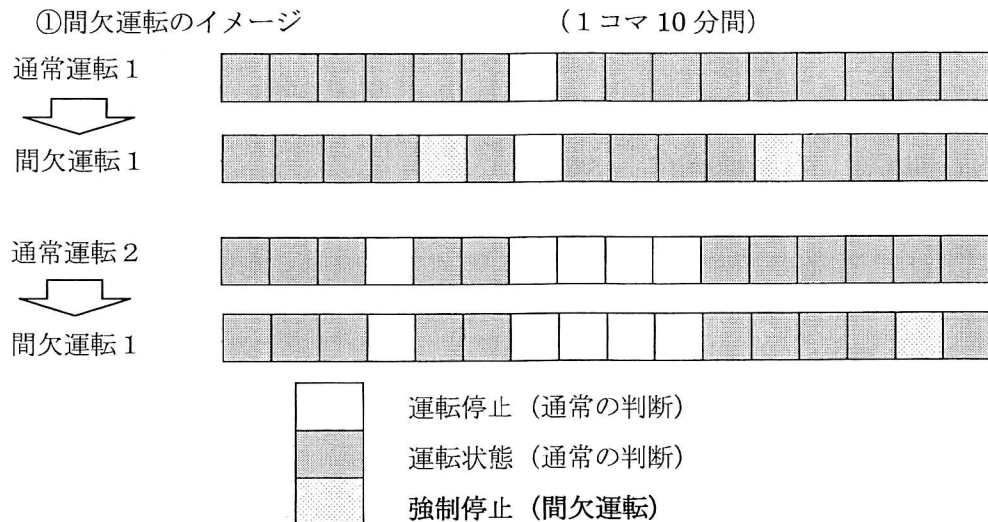 ①間欠運転のイメージ (1コマ 10 分間)
通常運転1
間欠運転1
通常運転2
間欠運転1
運転停止 (通常の判断)
運転状態 (通常の判断)
強制停止 (間欠運転)